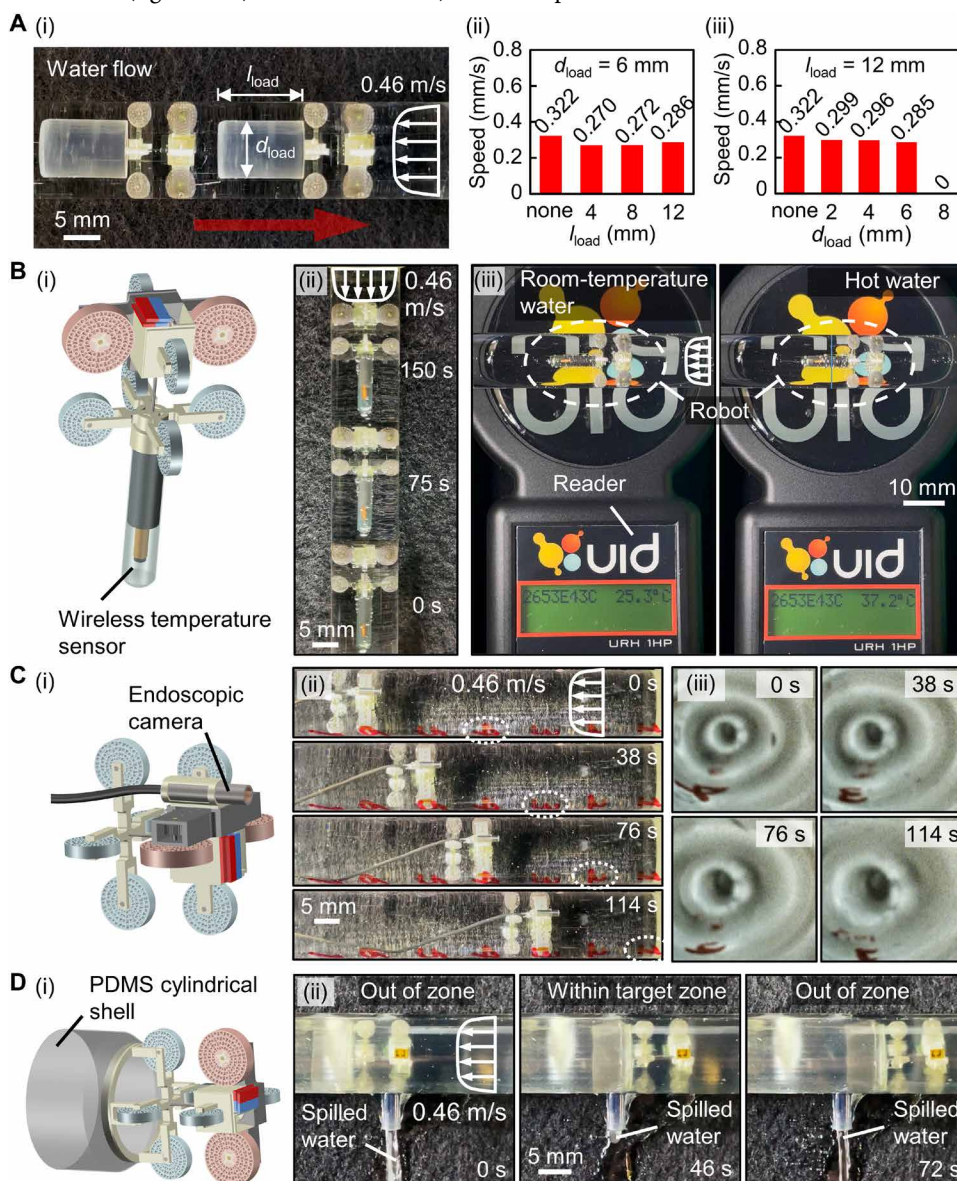 A (i)
Water flow
lload
dload
0.46 m/s
5 mm
(ii)
Speed (mm/s)
0.8
0.6
0.4
0.2
0
dload = 6 mm
0.322
0.270
0.272
0.286
none 4 8 12
lload (mm)
(iii)
Speed (mm/s)
0.8
0.6
0.4
0.2
0
lload = 12 mm
0.322
0.299
0.296
0.285
0
none 2 4 6 8
dload (mm)
B (i)
Wireless temperature
sensor
(ii)
0.46
m/s
150 s
75 s
0 s
5 mm
(iii)
Room-temperature
water
Hot water
Robot
Reader
10 mm
uid
2653E43C 25.3°C
URH 1HP
uid
2653E43C 37.2°C
URH 1HP
C (i)
Endoscopic
camera
(ii)
0.46 m/s
0 s
38 s
76 s
5 mm
114 s
(iii)
0 s
38 s
76 s
114 s
D (i)
PDMS cylindrical
shell
(ii)
Out of zone
0.46 m/s
Spilled
water
0 s
Within target zone
Spilled
water
5 mm
46 s
Out of zone
Spilled
water
72 s